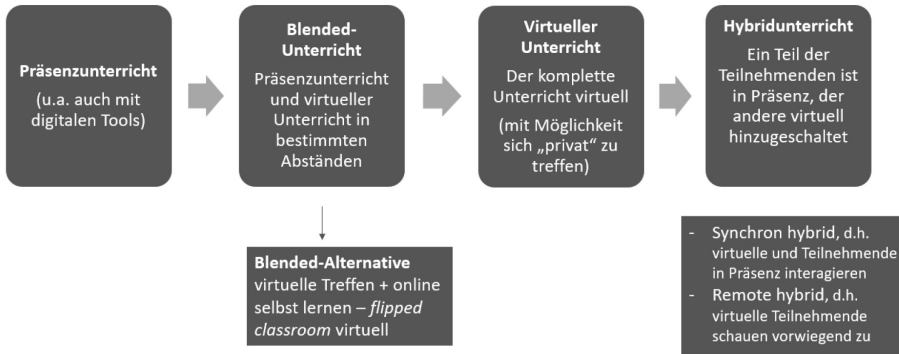 Präsenzunterricht
(u.a. auch mit
digitalen Tools)
Blended-
Unterricht
Präsenzunterricht
und virtueller
Unterricht in
bestimmten
Abständen
Virtueller
Unterricht
Der komplette
Unterricht virtuell
(mit Möglichkeit
sich „privat“ zu
treffen)
Hybridunterricht
Ein Teil der
Teilnehmenden ist
in Präsenz, der
andere virtuell
hinzugeschaltet
Blended-Alternative
virtuelle Treffen + online
selbst lernen – flipped
classroom virtuell
- Synchron hybrid, d.h.
virtuelle und Teilnehmende
in Präsenz interagieren
- Remote hybrid, d.h.
virtuelle Teilnehmende
schauen vorwiegend zu